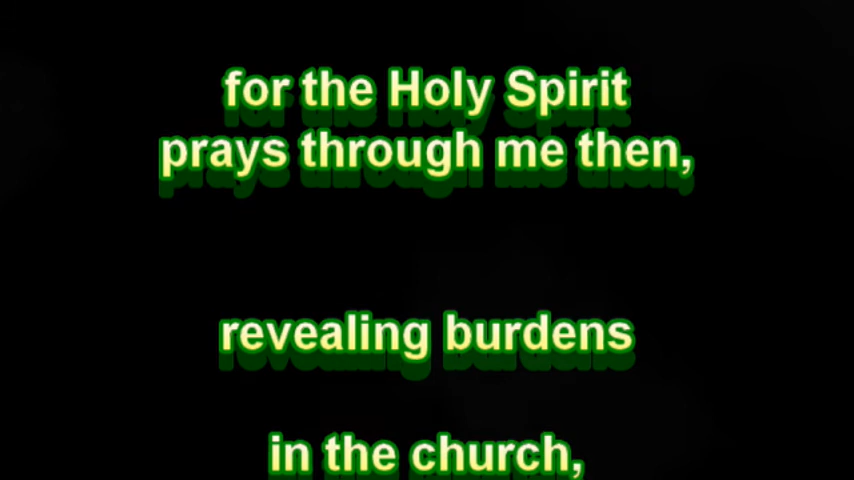 for the Holy Spirit
prays through me then,
revealing burdens
in the church,